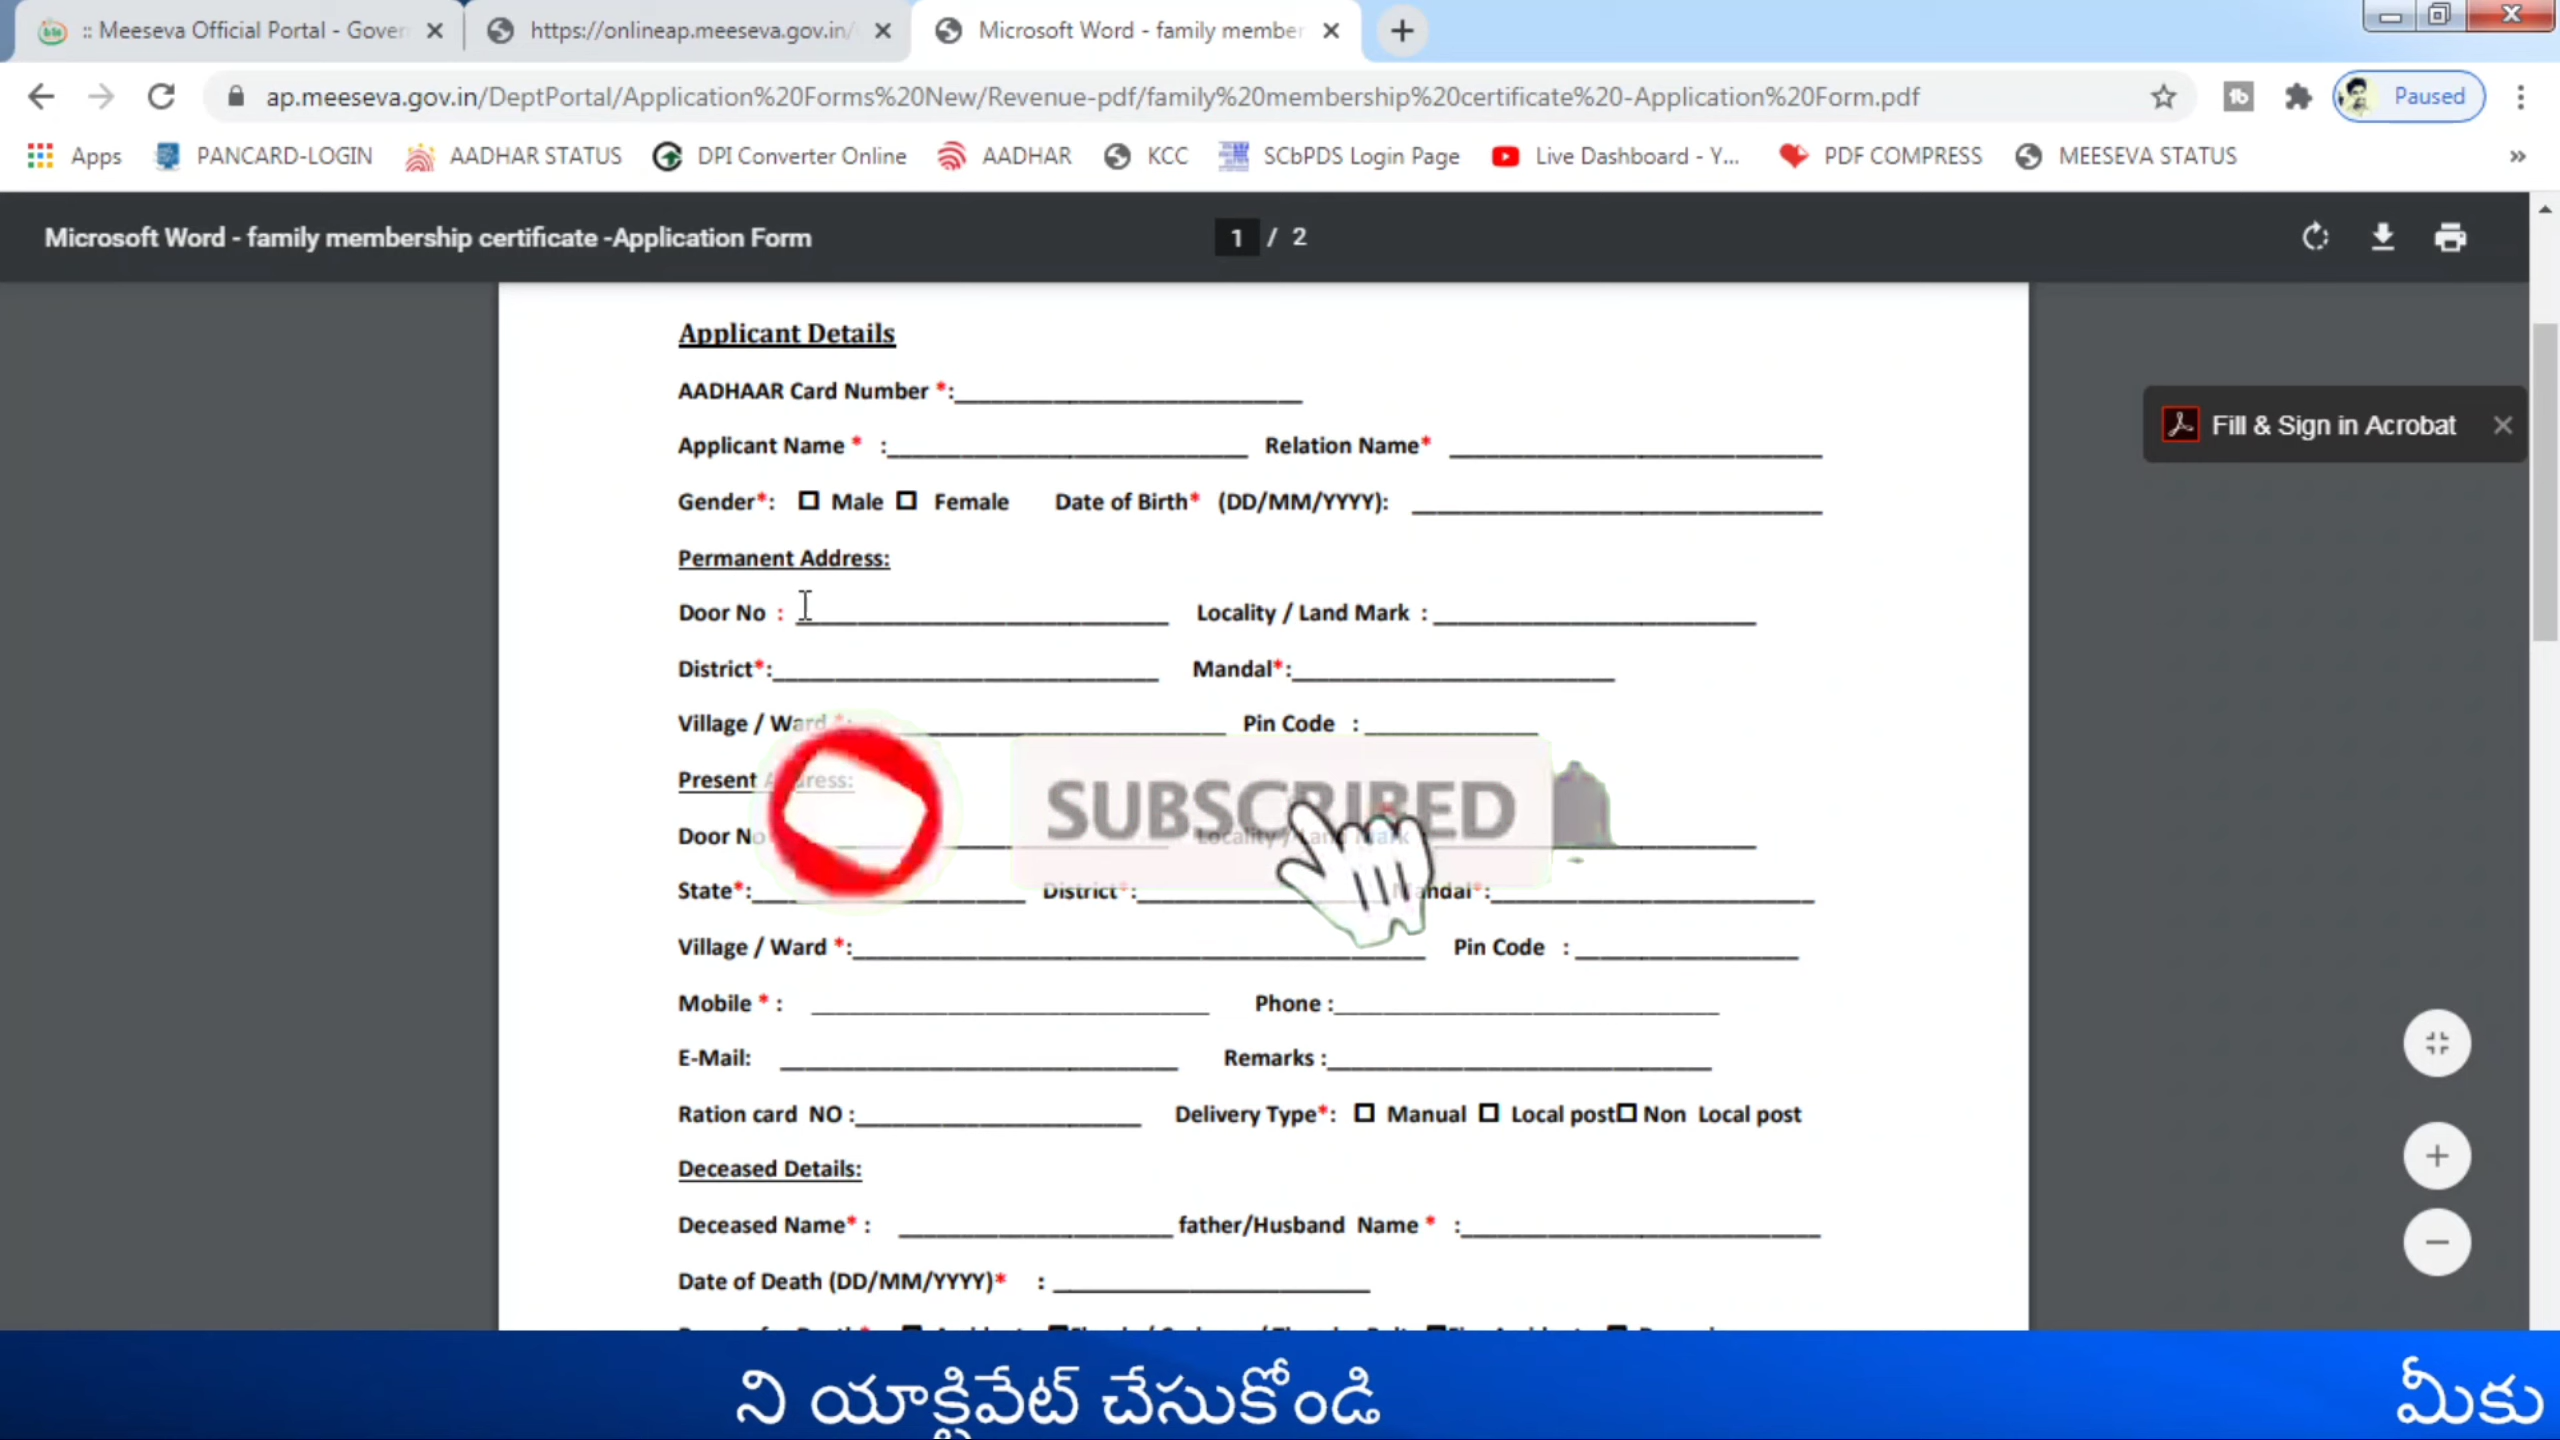 :: Meeseva Official Portal - Gover
https://onlineap.meeseva.gov.in/
Microsoft Word - family member
ap.meeseva.gov.in/DeptPortal/Application%20Forms%20New/Revenue-pdf/family%20membership%20certificate%20-Application%20Form.pdf
Paused
Apps PANCARD-LOGIN AADHAR STATUS DPI Converter Online AADHAR KCC SCbPDS Login Page Live Dashboard - Y... PDF COMPRESS MEESEVA STATUS »
Microsoft Word - family membership certificate -Application Form
1 / 2
Fill & Sign in Acrobat
Applicant Details
AADHAAR Card Number *:
Applicant Name * : Relation Name*
Gender*: Male Female Date of Birth* (DD/MM/YYYY):
Permanent Address:
Door No : Locality / Land Mark :
District*: Mandal*:
Village / Ward *: Pin Code :
Present Address:
SUBSCRIBED
Door No Locality / Land Mark
State*: District*: Mandal*:
Village / Ward *: Pin Code :
Mobile * : Phone :
E-Mail: Remarks :
Ration card NO : Delivery Type*: Manual Local post Non Local post
Deceased Details:
Deceased Name* : father/Husband Name * :
Date of Death (DD/MM/YYYY)* :
ని యాక్టివేట్ చేసుకోండి
మీకు